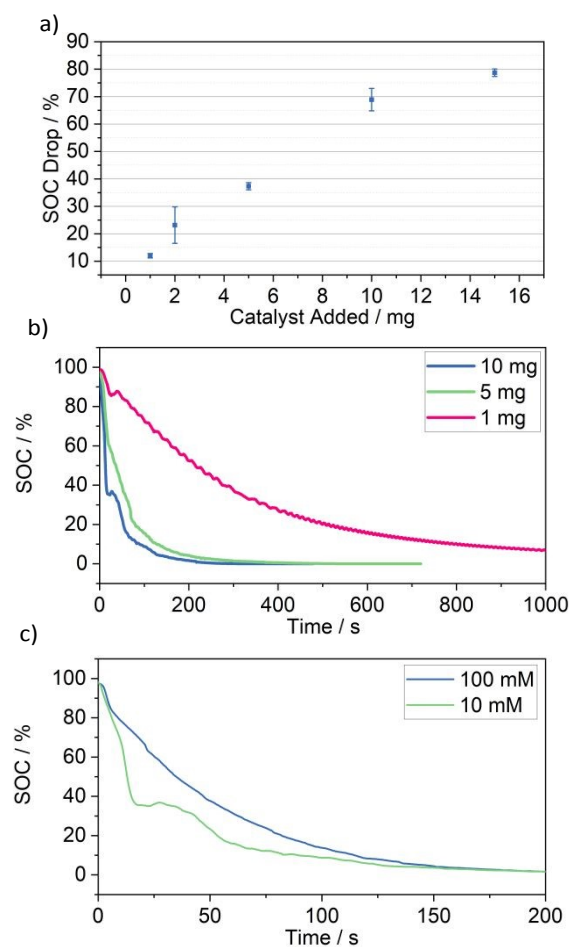 a)
90
80
70
60
50
40
30
20
10
SOC Drop / %
0 2 4 6 8 10 12 14 16
Catalyst Added / mg
b)
100
80
60
40
20
0
SOC / %
10 mg
5 mg
1 mg
0 200 400 600 800 1000
Time / s
c)
100
80
60
40
20
0
SOC / %
100 mM
10 mM
0 50 100 150 200
Time / s